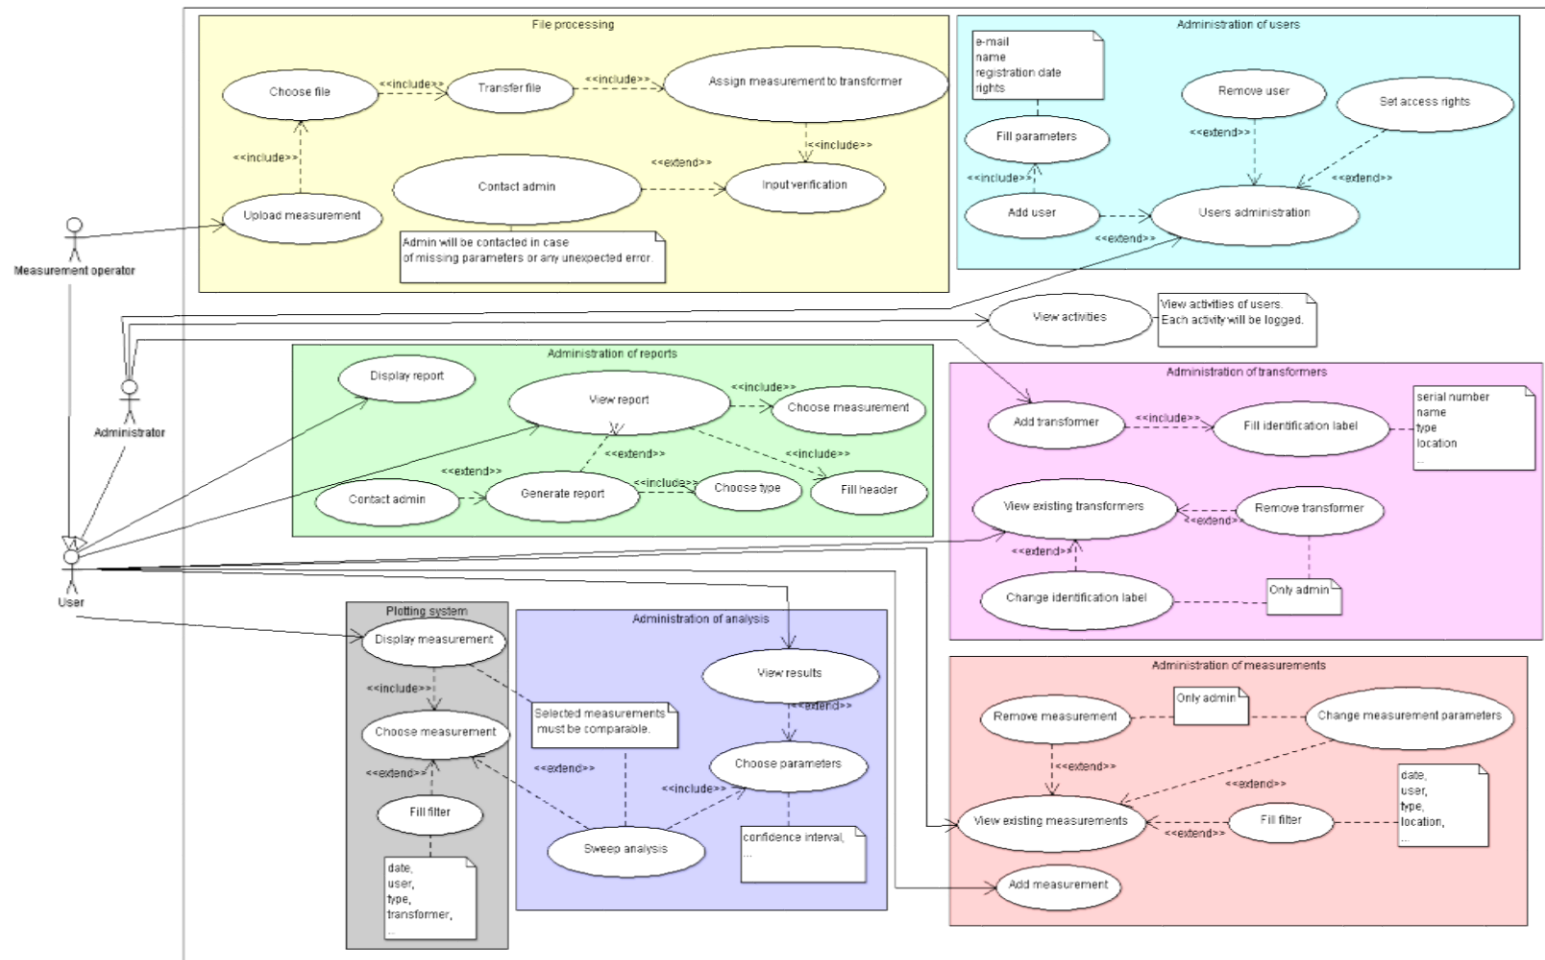 File processing
Choose file
<<include>>
Transfer file
<<include>>
Assign measurement to transformer
<<include>>
<<include>>
Contact admin
<<extend>>
Input verification
Upload measurement
Admin will be contacted in case
of missing parameters or any unexpected error.
Measurement operator
Administration of users
e-mail
name
registration date
rights
Remove user
Set access rights
Fill parameters
<<extend>>
<<include>>
<<extend>>
Add user
Users administration
<<extend>>
View activities
View activities of users.
Each activity will be logged.
Administrator
Administration of reports
Display report
View report
<<include>>
Choose measurement
<<extend>>
<<include>>
<<extend>>
Contact admin
Generate report
<<include>>
Choose type
Fill header
Administration of transformers
Add transformer
<<include>>
Fill identification label
serial number
name
type
location
...
View existing transformers
<<extend>>
Remove transformer
<<extend>>
Change identification label
Only admin
User
Plotting system
Display measurement
<<include>>
Choose measurement
<<extend>>
Fill filter
date,
user,
type,
transformer,
...
Administration of analysis
View results
<<extend>>
Selected measurements
must be comparable.
<<extend>>
Choose parameters
<<include>>
Sweep analysis
confidence interval,
...
Administration of measurements
Remove measurement
Only admin
Change measurement parameters
<<extend>>
<<extend>>
View existing measurements
<<extend>>
Fill filter
date,
user,
type,
location,
...
Add measurement